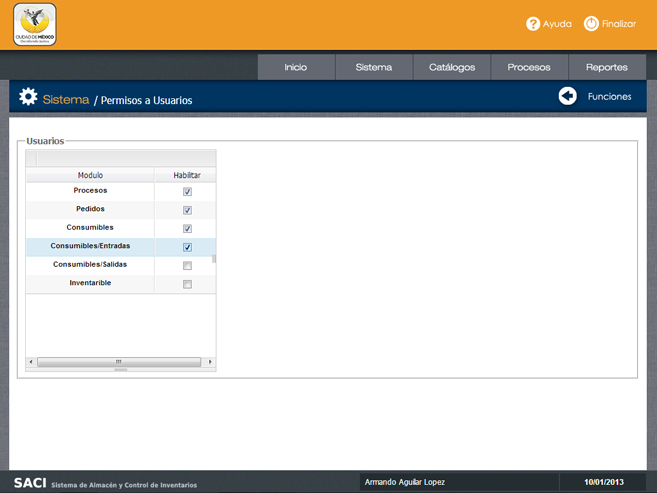 CIUDAD DE MÉXICO
Ayuda
Finalizar
Inicio
Sistema
Catálogos
Procesos
Reportes
Sistema / Permisos a Usuarios
Funciones
Usuarios
Modulo Habilitar
Procesos
Pedidos
Consumibles
Consumibles/Entradas
Consumibles/Salidas
Inventarible
SACI Sistema de Almacén y Control de Inventarios
Armando Aguilar Lopez
10/01/2013